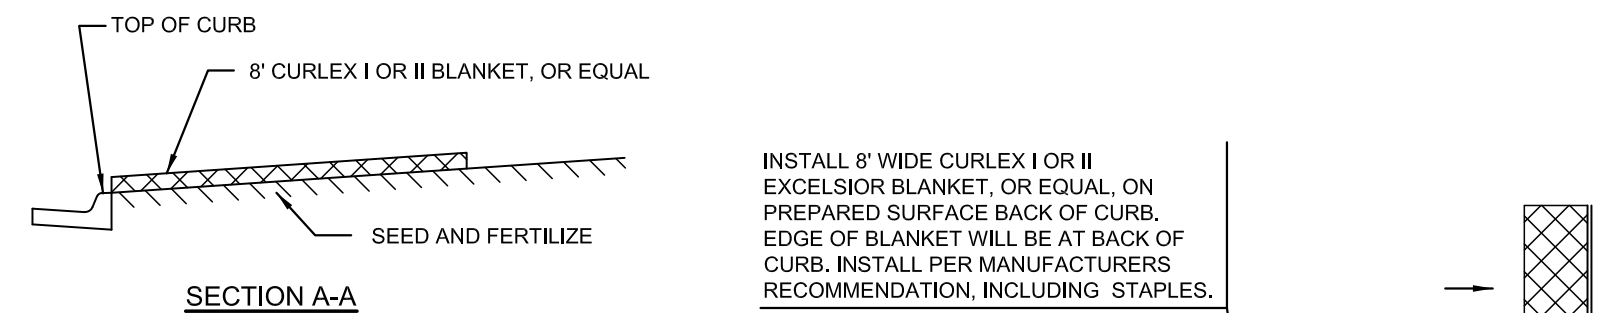 TOP OF CURB
8' CURLEX I OR II BLANKET, OR EQUAL
SEED AND FERTILIZE
SECTION A-A
INSTALL 8' WIDE CURLEX I OR II
EXCELSIOR BLANKET, OR EQUAL, ON
PREPARED SURFACE BACK OF CURB.
EDGE OF BLANKET WILL BE AT BACK OF
CURB. INSTALL PER MANUFACTURERS
RECOMMENDATION, INCLUDING STAPLES.